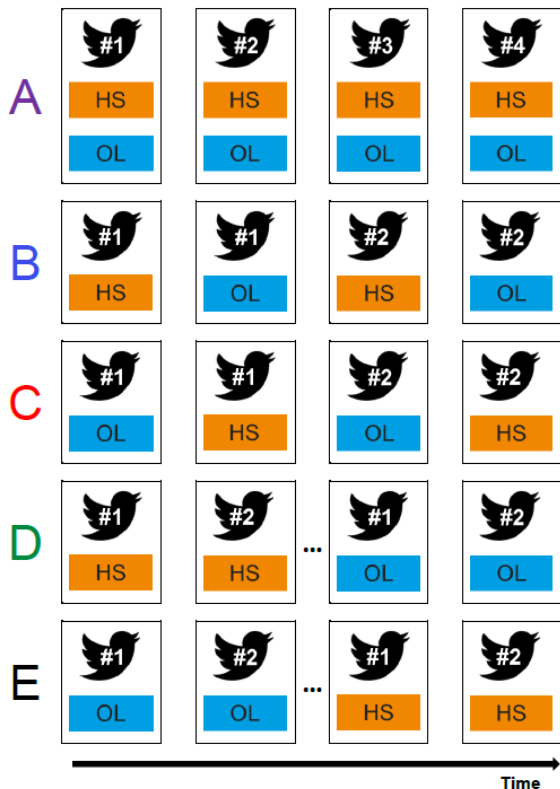 A
#1 #2 #3 #4
HS HS HS HS
OL OL OL OL
B
#1 #1 #2 #2
HS OL HS OL
C
#1 #1 #2 #2
OL HS OL HS
D
#1 #2 ... #1 #2
HS HS OL OL
E
#1 #2 ... #1 #2
OL OL HS HS
Time